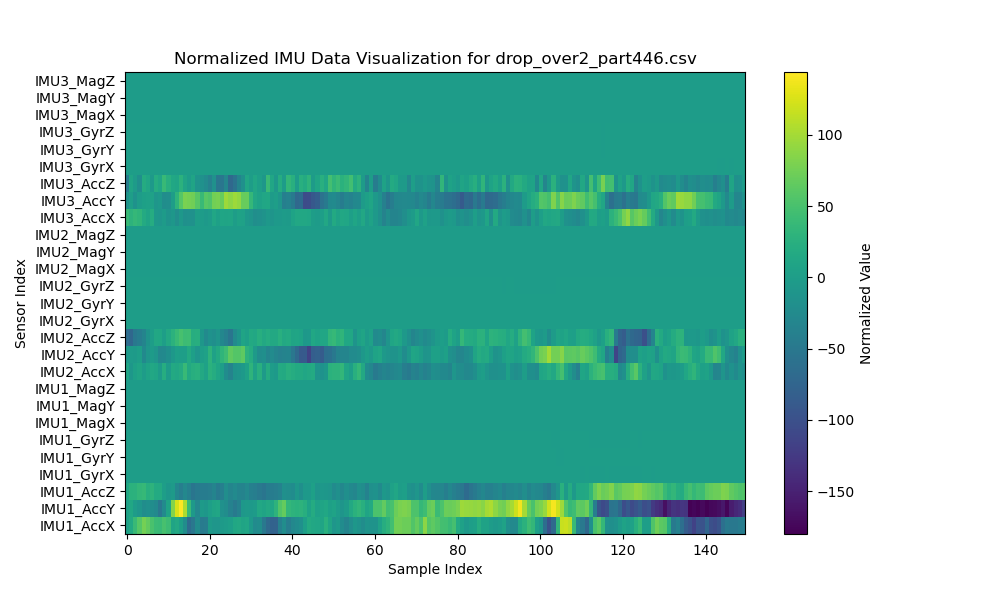 Normalized IMU Data Visualization for drop_over2_part446.csv
IMU3_MagZ
IMU3_MagY
IMU3_MagX
IMU3_GyrZ
IMU3_GyrY
IMU3_GyrX
IMU3_AccZ
IMU3_AccY
IMU3_AccX
IMU2_MagZ
IMU2_MagY
IMU2_MagX
IMU2_GyrZ
IMU2_GyrY
IMU2_GyrX
IMU2_AccZ
IMU2_AccY
IMU2_AccX
IMU1_MagZ
IMU1_MagY
IMU1_MagX
IMU1_GyrZ
IMU1_GyrY
IMU1_GyrX
IMU1_AccZ
IMU1_AccY
IMU1_AccX
Sensor Index
0 20 40 60 80 100 120 140
Sample Index
100
50
0
−50
−100
−150
Normalized Value